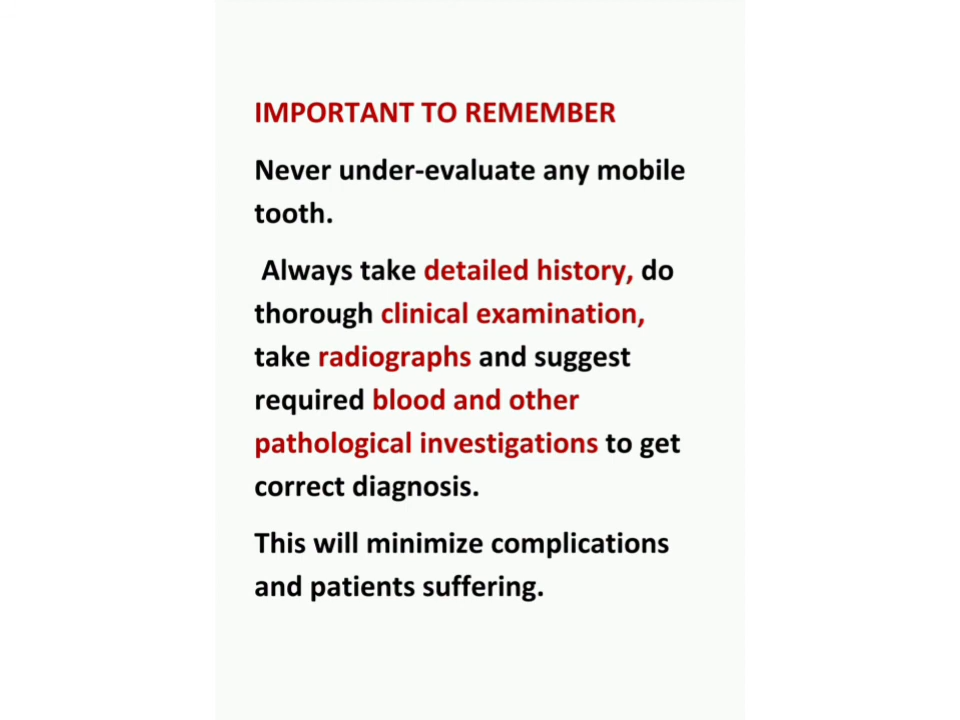 IMPORTANT TO REMEMBER
Never under-evaluate any mobile
tooth.
Always take detailed history, do
thorough clinical examination,
take radiographs and suggest
required blood and other
pathological investigations to get
correct diagnosis.
This will minimize complications
and patients suffering.